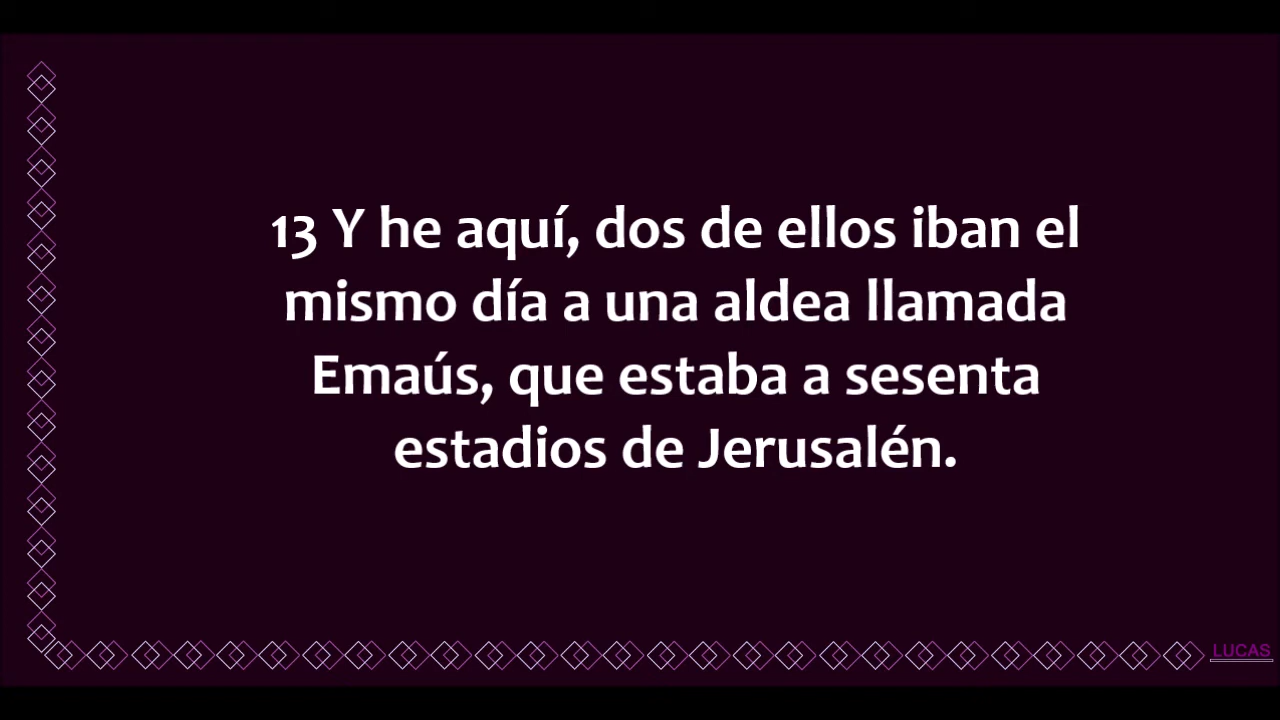 13 Y he aquí, dos de ellos iban el
mismo día a una aldea llamada
Emaús, que estaba a sesenta
estadios de Jerusalén.
LUCAS